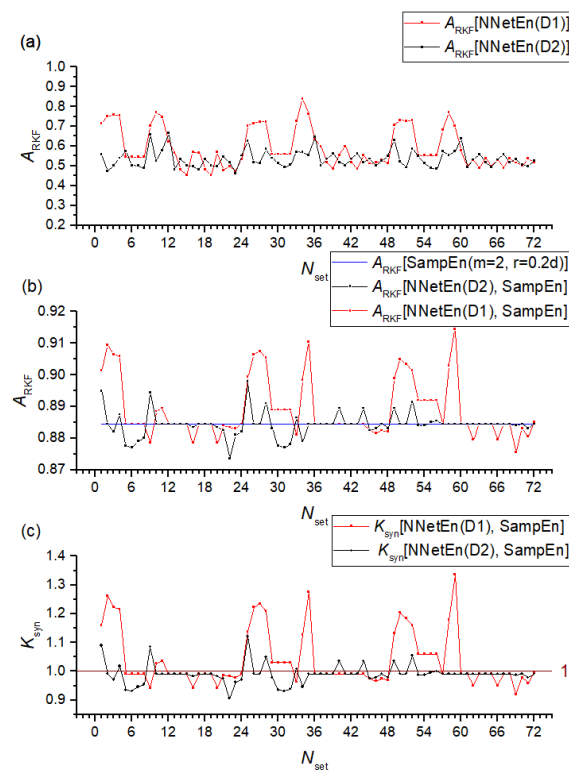 (a)
A_RKF[NNetEn(D1)]
A_RKF[NNetEn(D2)]
1.0
0.9
0.8
0.7
0.6
0.5
0.4
0.3
0.2
A_RKF
0 6 12 18 24 30 36 42 48 54 60 66 72
N_set
(b)
A_RKF[SampEn(m=2, r=0.2d)]
A_RKF[NNetEn(D2), SampEn]
A_RKF[NNetEn(D1), SampEn]
0.92
0.91
0.90
0.89
0.88
0.87
A_RKF
0 6 12 18 24 30 36 42 48 54 60 66 72
N_set
(c)
K_syn[NNetEn(D1), SampEn]
K_syn[NNetEn(D2), SampEn]
1.4
1.3
1.2
1.1
1.0
0.9
K_syn
1
0 6 12 18 24 30 36 42 48 54 60 66 72
N_set